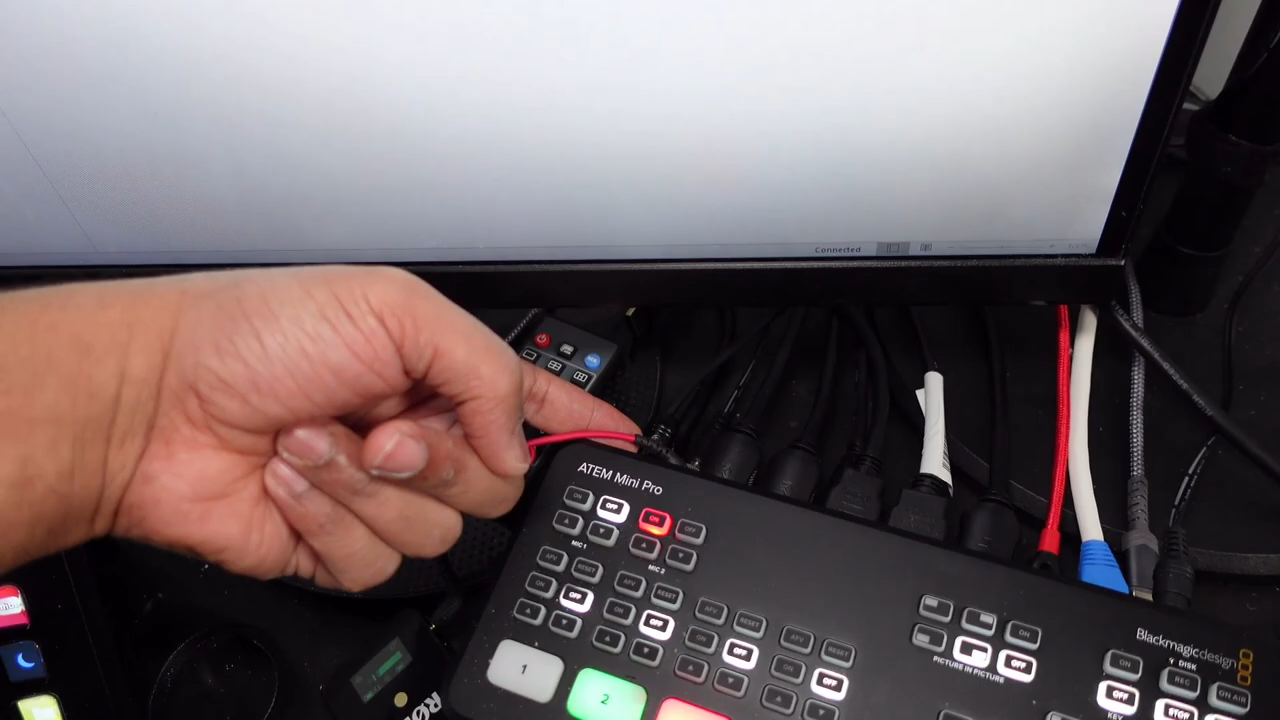 Connected
100%
ATEM Mini Pro
ON
OFF
ON
OFF
MIC 1
MIC 2
AFV
RESET
AFV
RESET
AFV
RESET
AFV
RESET
ON
OFF
ON
OFF
ON
OFF
ON
OFF
ON
PICTURE IN PICTURE
OFF
Blackmagicdesign
DISK
ON
REC
ON AIR
OFF
STOP
KEY
1
2
RØDE